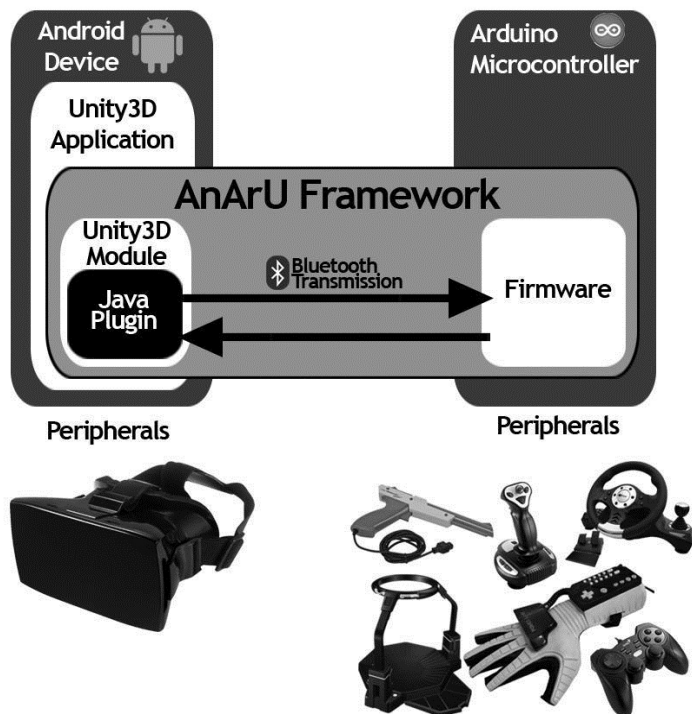 Android
Device
Arduino
Microcontroller
Unity3D
Application
AnArU Framework
Unity3D
Module
Java
Plugin
Bluetooth
Transmission
Firmware
Peripherals
Peripherals